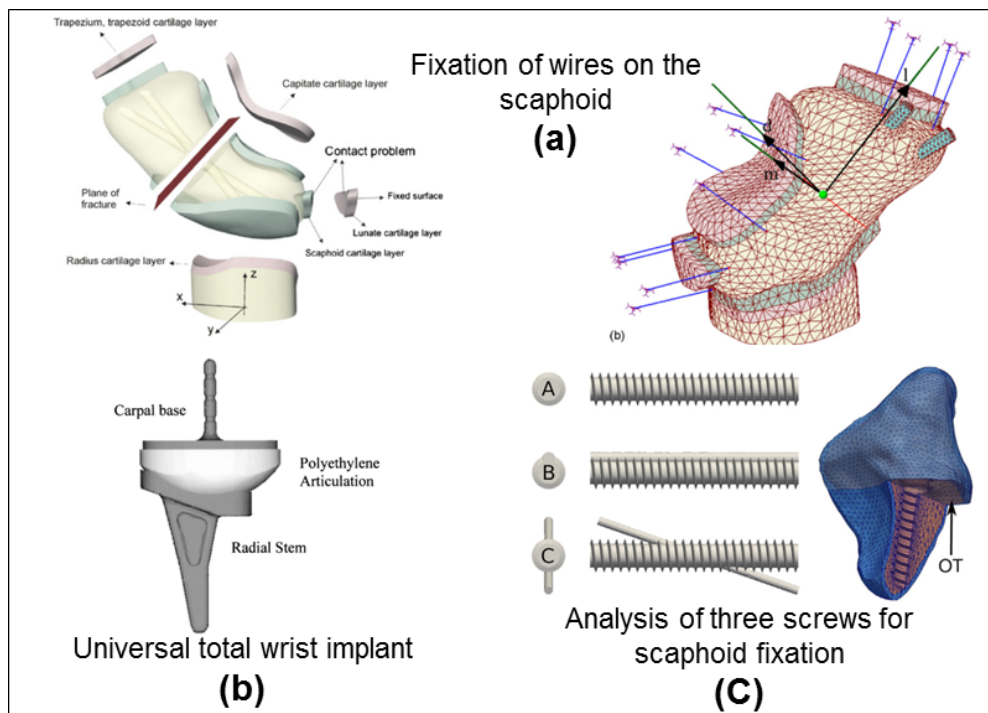 Trapezium, trapezoid cartilage layer
Capitate cartilage layer
Contact problem
Plane of
fracture
Fixed surface
Lunate cartilage layer
Scaphoid cartilage layer
Radius cartilage layer
z
x
y
Fixation of wires on the
scaphoid
(a)
l
m
(b)
Carpal base
Polyethylene
Articulation
Radial Stem
Universal total wrist implant
(b)
A
B
C
OT
Analysis of three screws for
scaphoid fixation
(C)